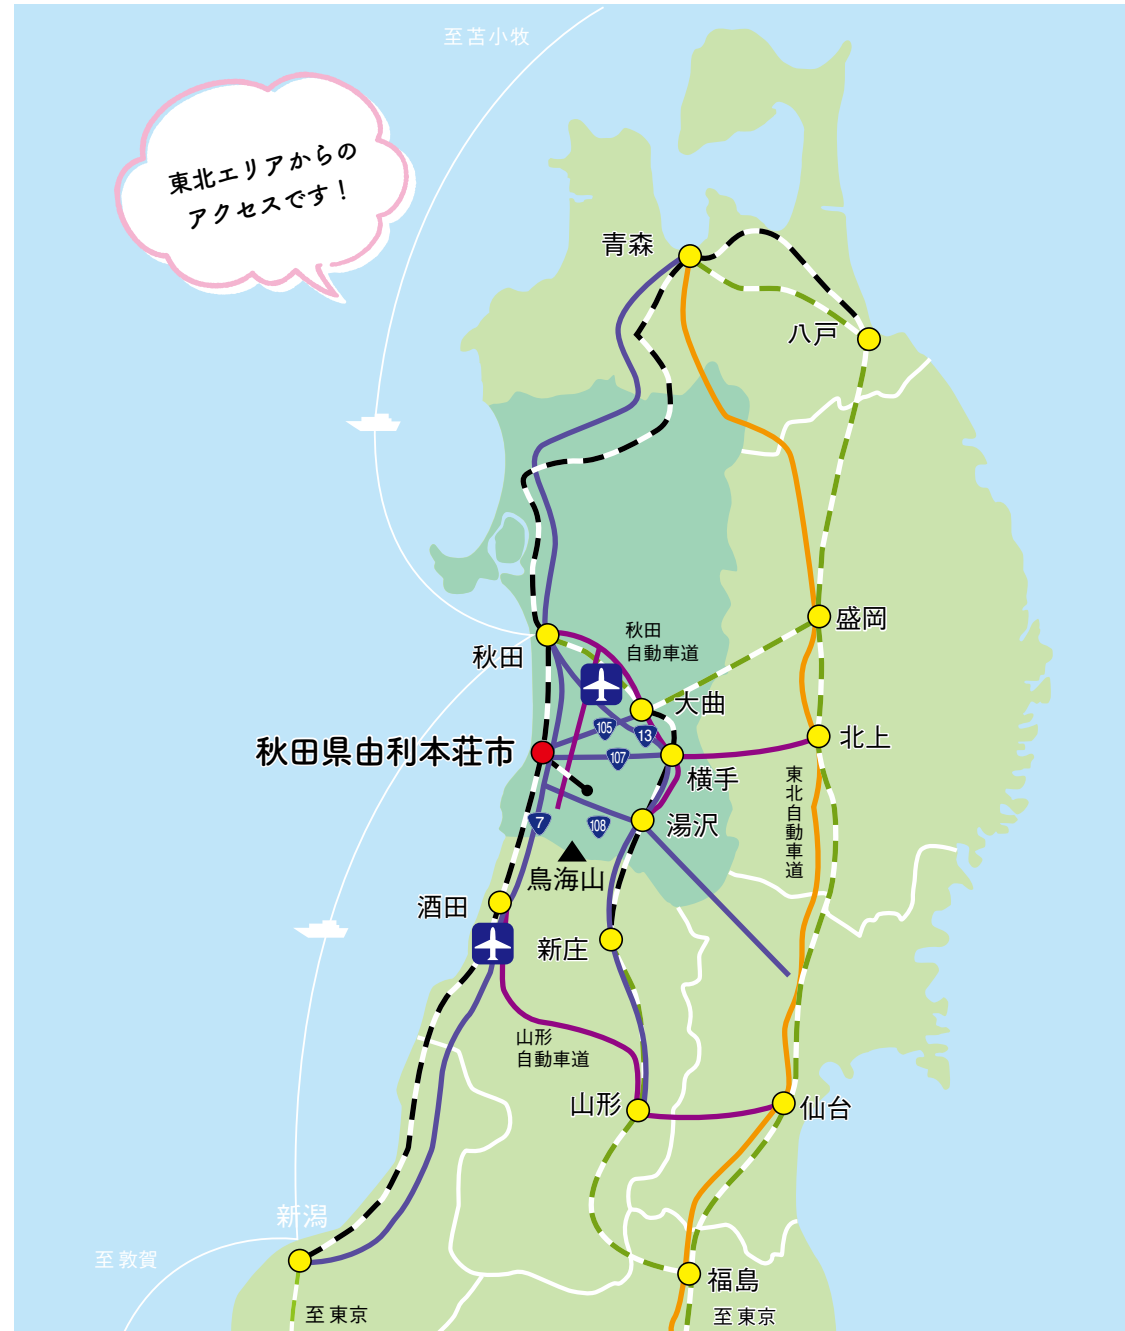 至苫小牧
東北エリアからの
アクセスです！
青森
八戸
盛岡
秋田
自動車道
秋田
大曲
105
13
北上
秋田県由利本荘市
107
横手
東北自動車道
7
108
湯沢
鳥海山
酒田
新庄
山形
自動車道
山形
仙台
新潟
至 敦賀
福島
至 東京
至 東京